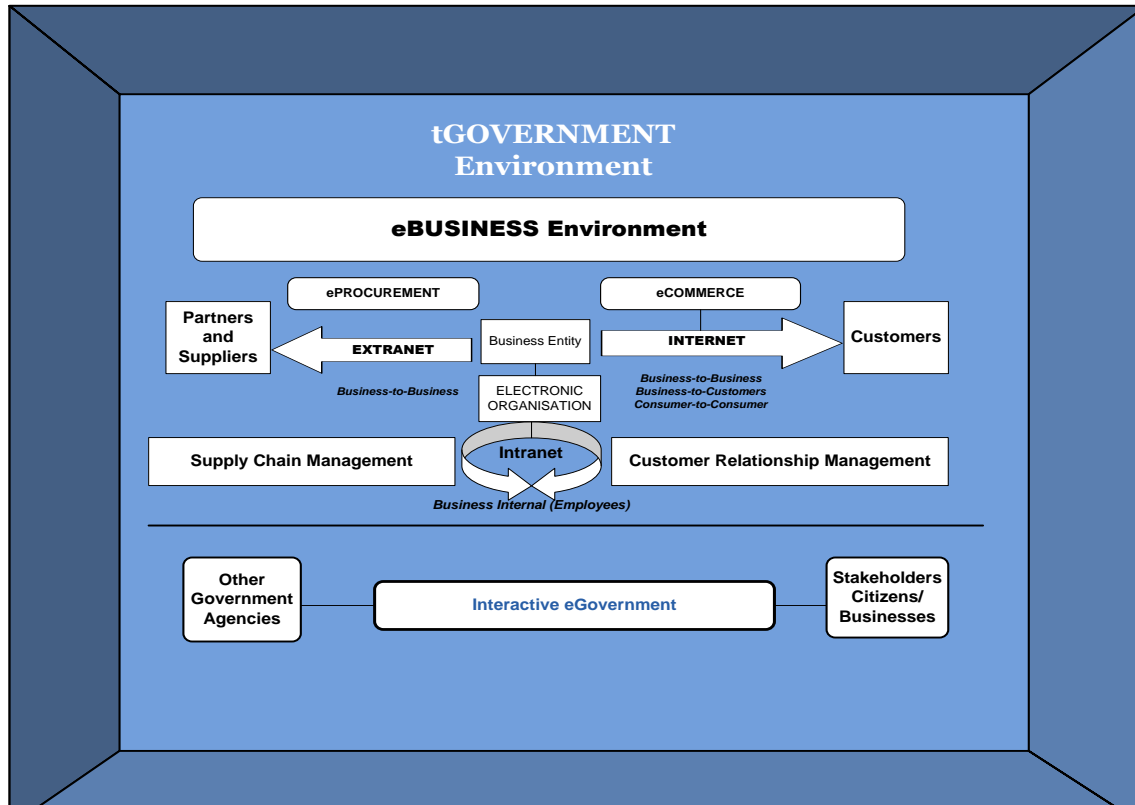 tGOVERNMENT
Environment
eBUSINESS Environment
ePROCUREMENT
eCOMMERCE
Partners
and
Suppliers
EXTRANET
Business Entity
INTERNET
Customers
Business-to-Business
ELECTRONIC
ORGANISATION
Business-to-Business
Business-to-Customers
Consumer-to-Consumer
Supply Chain Management
Intranet
Customer Relationship Management
Business Internal (Employees)
Other
Government
Agencies
Interactive eGovernment
Stakeholders
Citizens/
Businesses